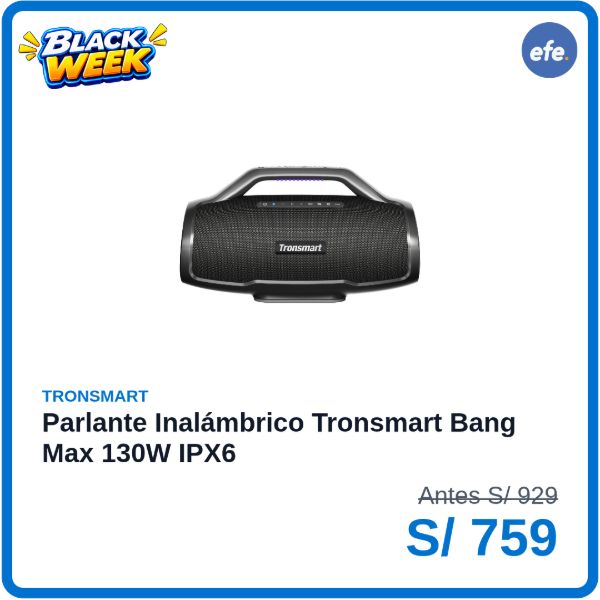 BLACK
WEEK
efe.
Tronsmart
TRONSMART
Parlante Inalámbrico Tronsmart Bang
Max 130W IPX6
Antes S/ 929
S/ 759